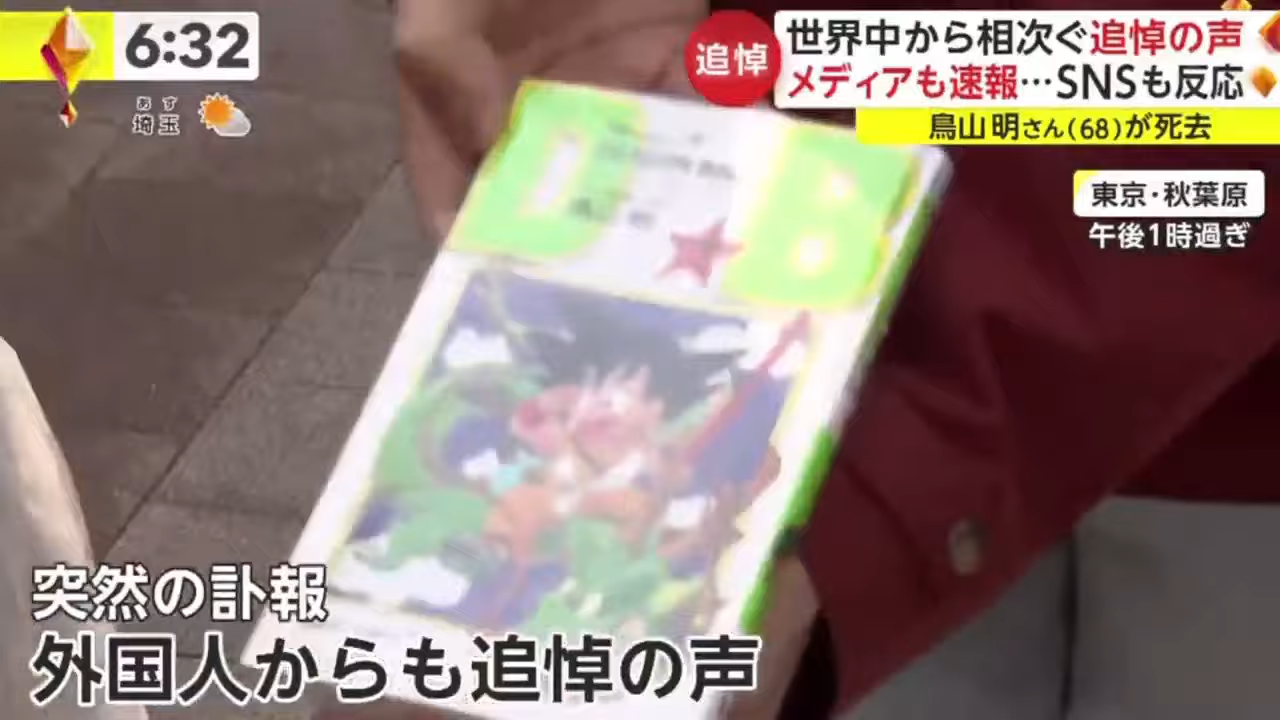 6:32
あす
埼玉
追悼
世界中から相次ぐ追悼の声
メディアも速報…SNSも反応
鳥山明さん(68)が死去
東京・秋葉原
午後1時過ぎ
突然の訃報
外国人からも追悼の声